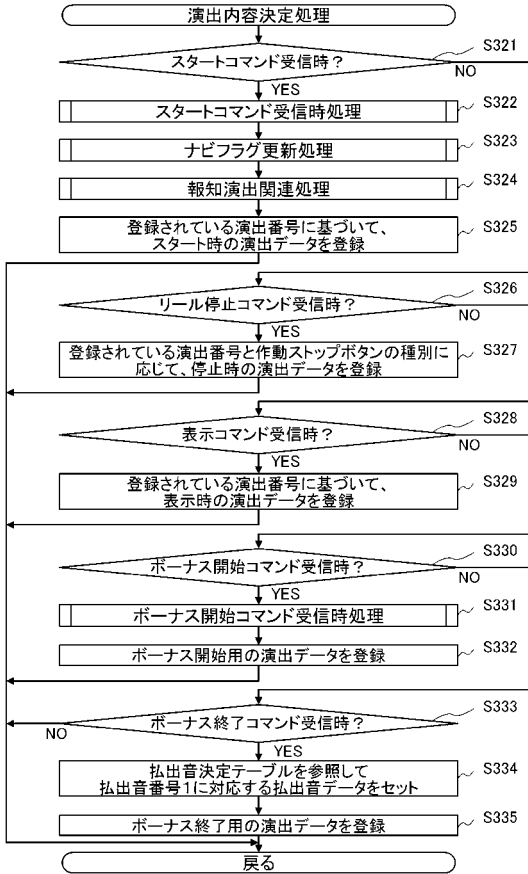 演出内容決定処理
スタートコマンド受信時?
S321
NO
YES
スタートコマンド受信時処理
S322
ナビフラグ更新処理
S323
報知演出関連処理
S324
登録されている演出番号に基づいて、
スタート時の演出データを登録
S325
リール停止コマンド受信時?
S326
NO
YES
登録されている演出番号と作動ストップボタンの種別に
応じて、停止時の演出データを登録
S327
表示コマンド受信時?
S328
NO
YES
登録されている演出番号に基づいて、
表示時の演出データを登録
S329
ボーナス開始コマンド受信時?
S330
NO
YES
ボーナス開始コマンド受信時処理
S331
ボーナス開始用の演出データを登録
S332
ボーナス終了コマンド受信時?
S333
NO
YES
払出音決定テーブルを参照して
払出音番号1に対応する払出音データをセット
S334
ボーナス終了用の演出データを登録
S335
戻る